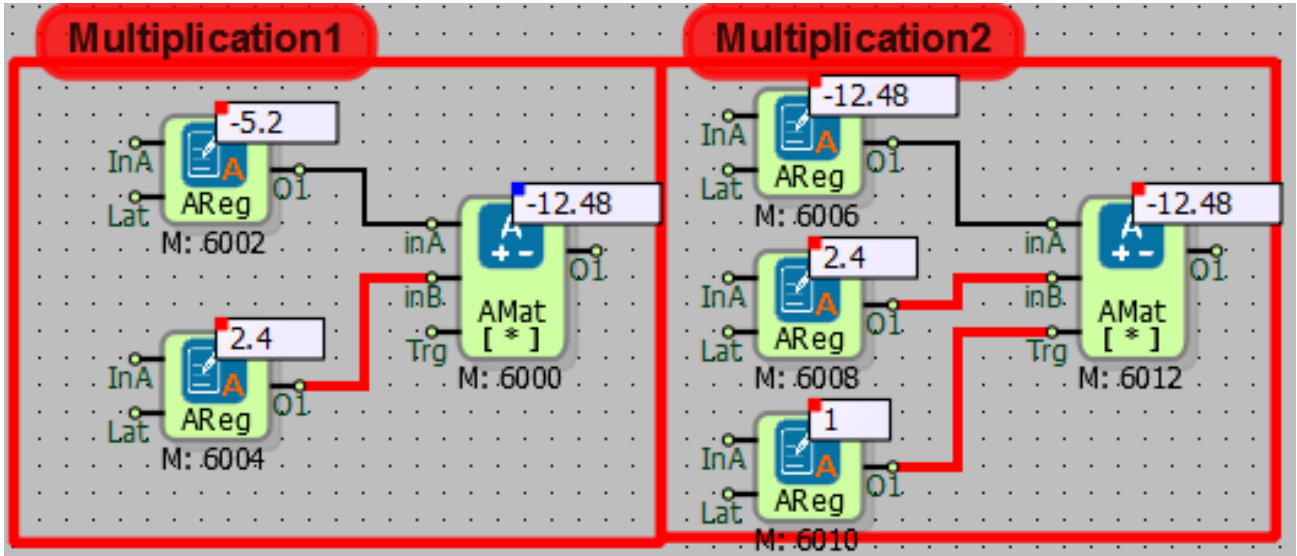 Multiplication1
-5.2
InA
A
O1
Lat
AReg
M: 6002
-12.48
inA
A
O1
inB
AMat
[ * ]
Trg
M: 6000
2.4
InA
A
O1
Lat
AReg
M: 6004
Multiplication2
-12.48
InA
A
O1
Lat
AReg
M: 6006
2.4
InA
A
O1
Lat
AReg
M: 6008
1
InA
A
O1
Lat
AReg
M: 6010
-12.48
inA
A
O1
inB
AMat
[ * ]
Trg
M: 6012